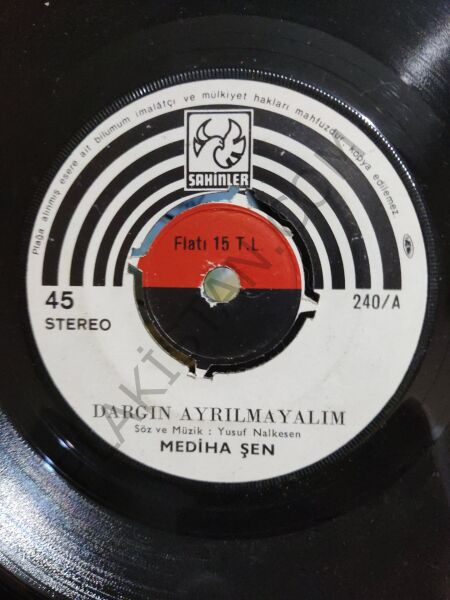 Plağa alınmış esere ait bilumum imalâtçı ve mülkiyet hakları mahfuzdur, kopya edilemez.
ŞAHİNLER
Fiatı 15 T.L.
45
STEREO
240/A
DARGIN AYRILMAYALIM
Söz ve Müzik : Yusuf Nalkesen
MEDİHA ŞEN